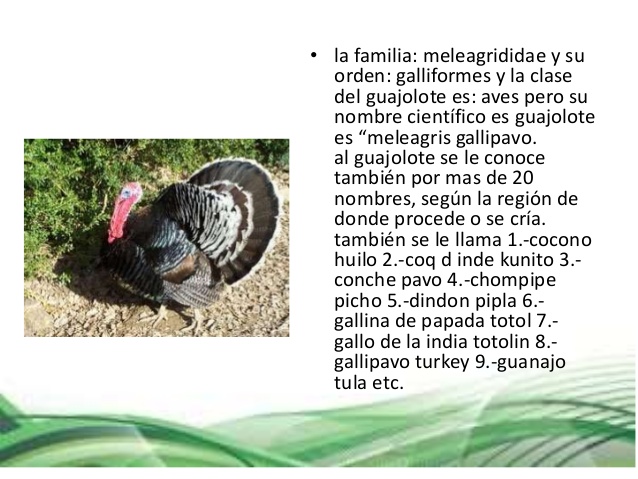 • la familia: meleagrididae y su
orden: galliformes y la clase
del guajolote es: aves pero su
nombre científico es guajolote
es “meleagris gallipavo.
al guajolote se le conoce
también por mas de 20
nombres, según la región de
donde procede o se cría.
también se le llama 1.-cocono
huilo 2.-coq d inde kunito 3.-
conche pavo 4.-chompipe
picho 5.-dindon pipla 6.-
gallina de papada totol 7.-
gallo de la india totolin 8.-
gallipavo turkey 9.-guanajo
tula etc.